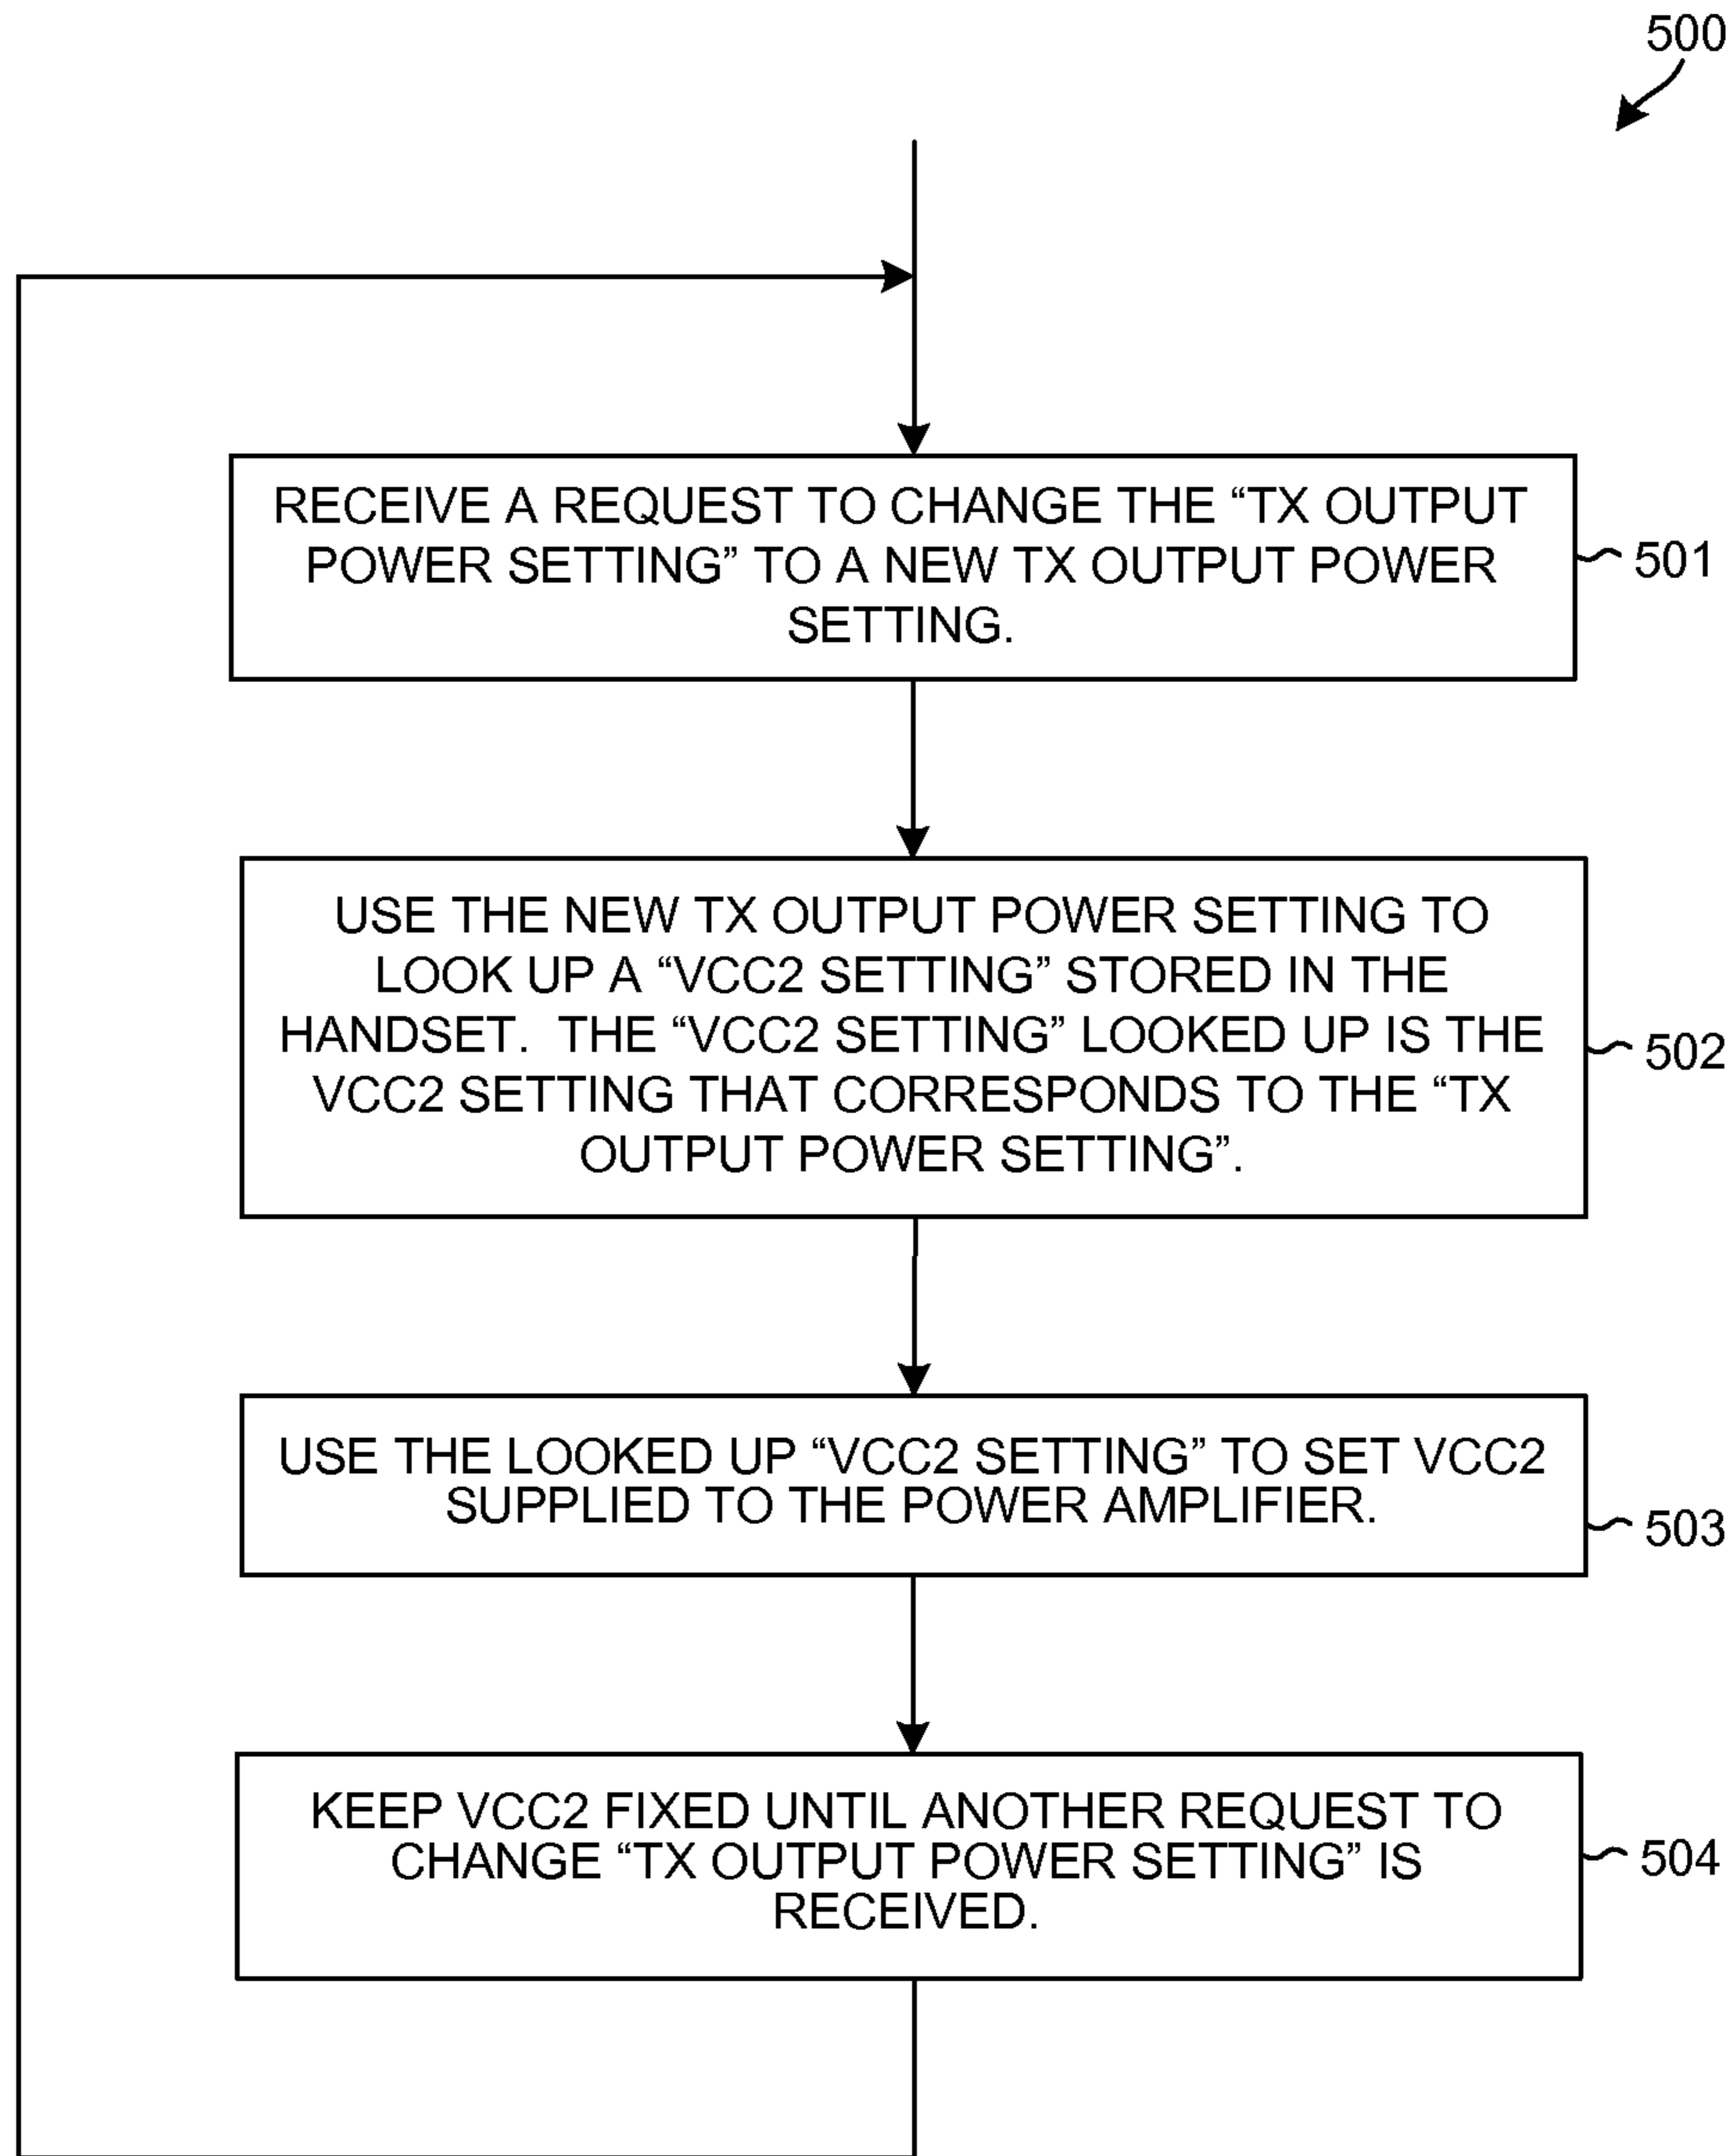 500
RECEIVE A REQUEST TO CHANGE THE “TX OUTPUT
POWER SETTING” TO A NEW TX OUTPUT POWER
SETTING.
501
USE THE NEW TX OUTPUT POWER SETTING TO
LOOK UP A “VCC2 SETTING” STORED IN THE
HANDSET. THE “VCC2 SETTING” LOOKED UP IS THE
VCC2 SETTING THAT CORRESPONDS TO THE “TX
OUTPUT POWER SETTING”.
502
USE THE LOOKED UP “VCC2 SETTING” TO SET VCC2
SUPPLIED TO THE POWER AMPLIFIER.
503
KEEP VCC2 FIXED UNTIL ANOTHER REQUEST TO
CHANGE “TX OUTPUT POWER SETTING” IS
RECEIVED.
504